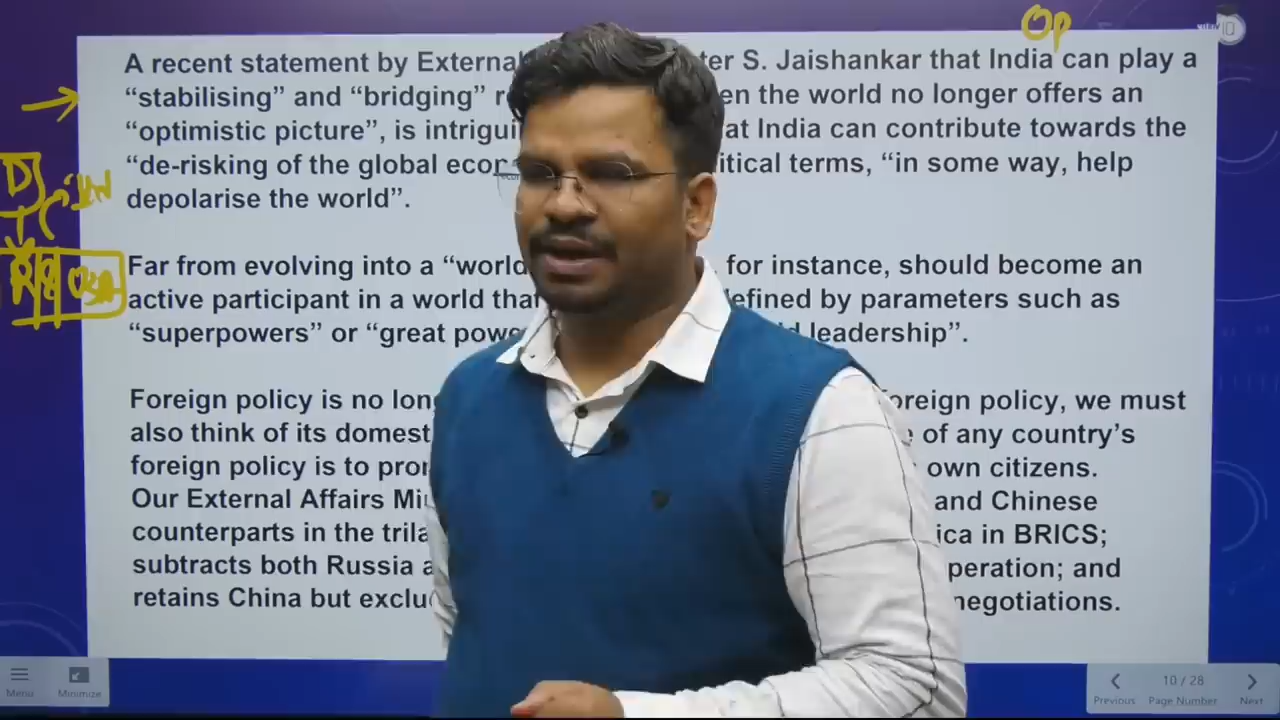 Op
A recent statement by External ter S. Jaishankar that India can play a
“stabilising” and “bridging” r en the world no longer offers an
“optimistic picture”, is intrigui at India can contribute towards the
“de-risking of the global econ itical terms, “in some way, help
depolarise the world”.
Far from evolving into a “world for instance, should become an
active participant in a world that efined by parameters such as
“superpowers” or “great powe d leadership”.
Foreign policy is no long oreign policy, we must
also think of its domest e of any country’s
foreign policy is to pron own citizens.
Our External Affairs Min and Chinese
counterparts in the trila ica in BRICS;
subtracts both Russia a peration; and
retains China but exclu negotiations.
Menu Minimize
10 / 28
Previous Page Number Next